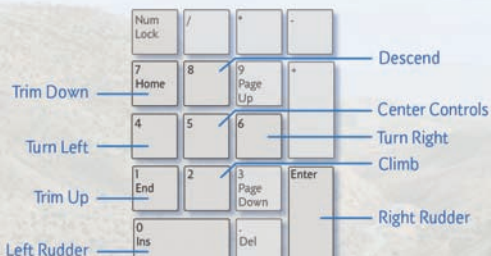 Num
Lock
/
*
-
Descend
7
Home
8
9
Page
Up
+
Trim Down
Center Controls
4
5
6
Turn Right
Turn Left
Climb
1
End
2
3
Page
Down
Enter
Trim Up
Right Rudder
0
Ins
.
Del
Left Rudder